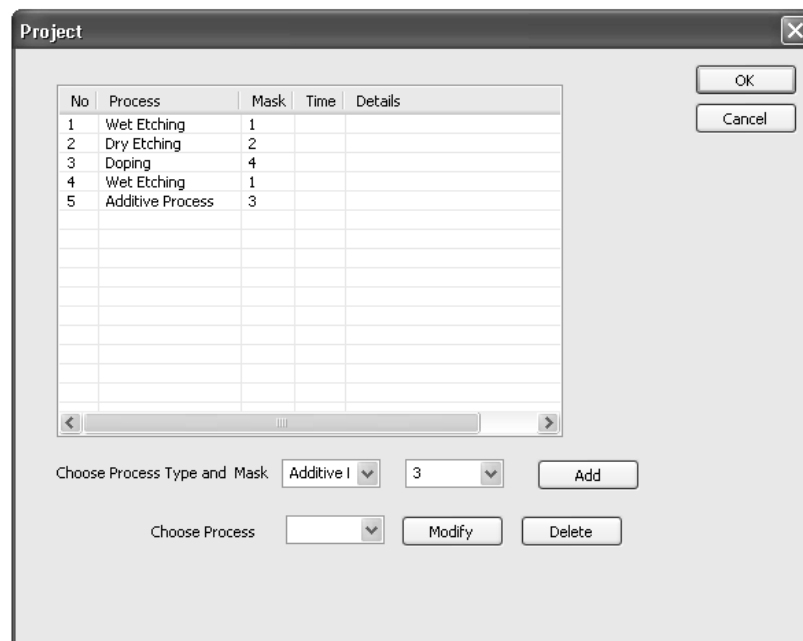 Project
OK
Cancel
No Process Mask Time Details
1 Wet Etching 1
2 Dry Etching 2
3 Doping 4
4 Wet Etching 1
5 Additive Process 3
Choose Process Type and Mask Additive I 3 Add
Choose Process Modify Delete